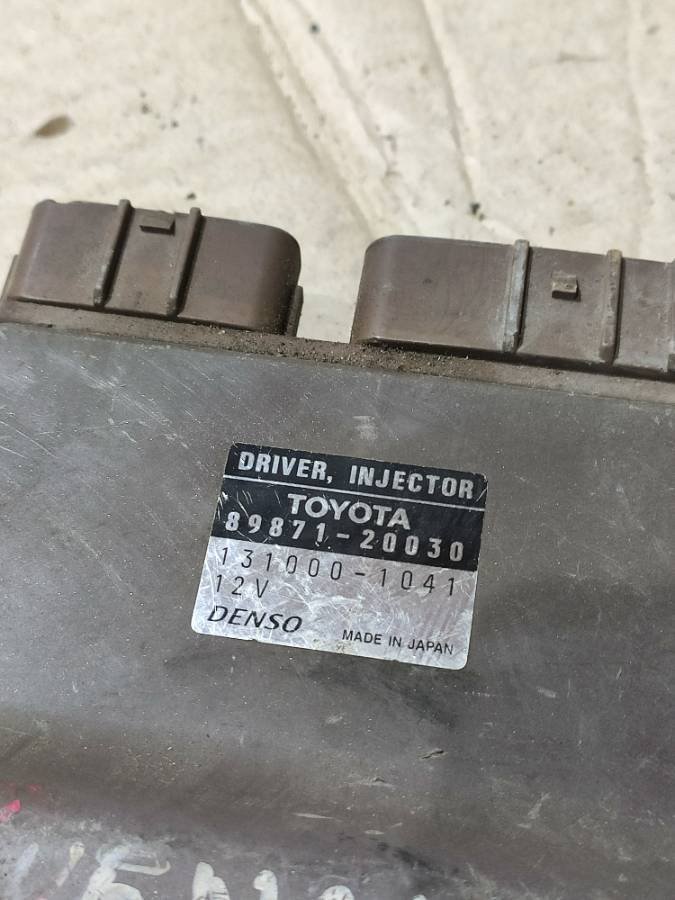 DRIVER, INJECTOR
TOYOTA
89871-20030
131000-1041
12V
DENSO
MADE IN JAPAN